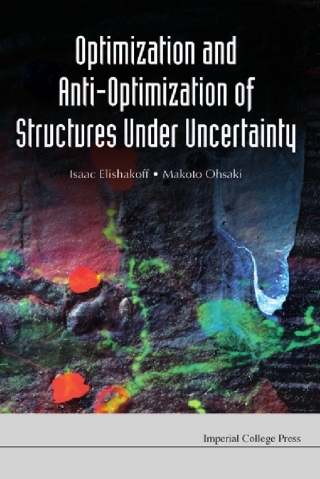 Optimization and
Anti-Optimization of
Structures Under Uncertainty
Isaac Elishakoff • Makoto Ohsaki
Imperial College Press